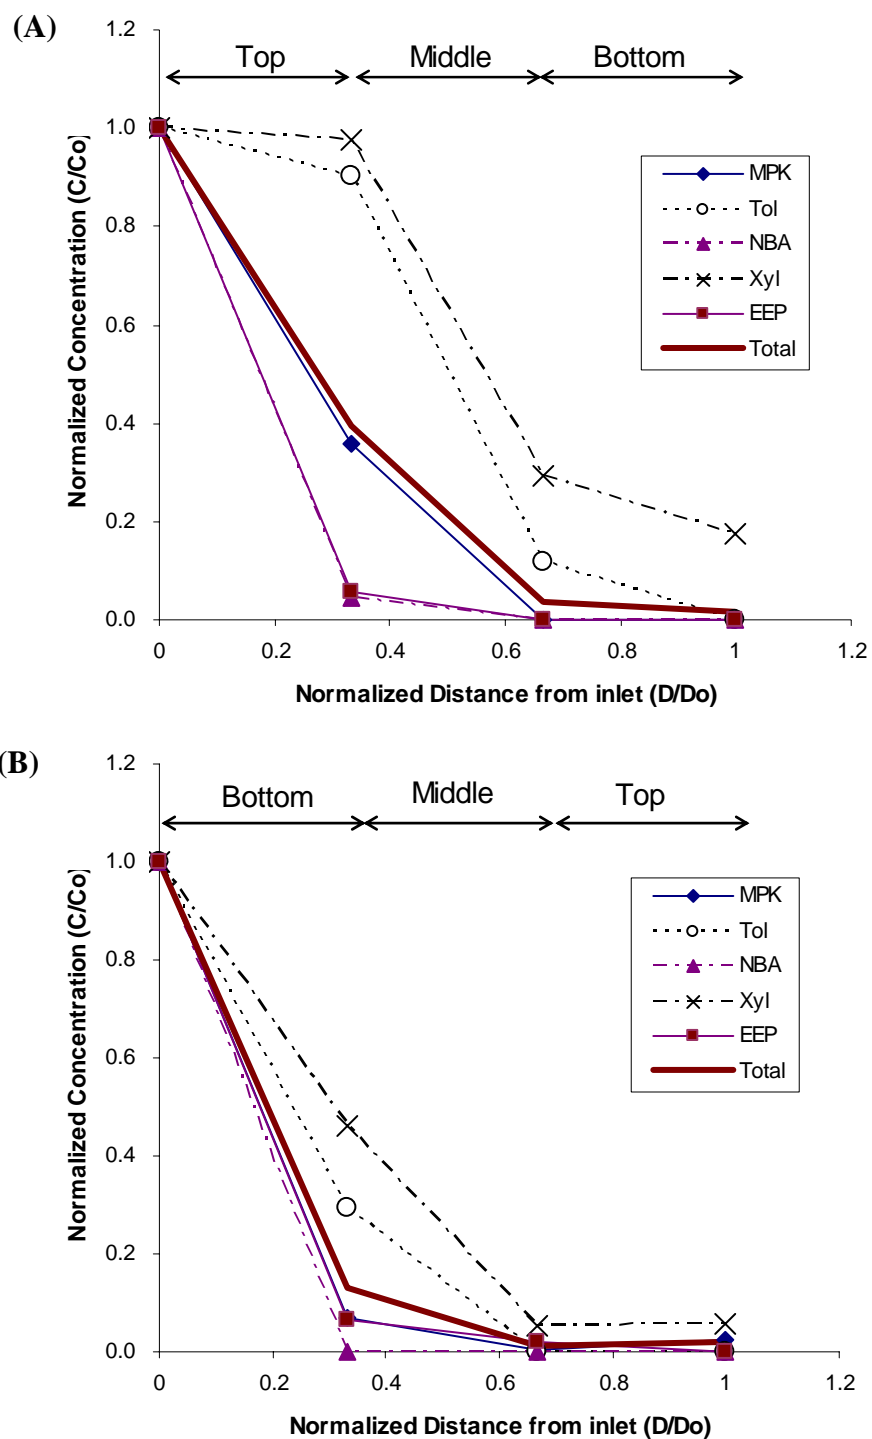 (A)
1.2
Top Middle Bottom
1.0
0.8
0.6
0.4
0.2
0.0
Normalized Concentration (C/Co)
MPK
Tol
NBA
Xyl
EEP
Total
0 0.2 0.4 0.6 0.8 1 1.2
Normalized Distance from inlet (D/Do)
(B)
1.2
Bottom Middle Top
1.0
0.8
0.6
0.4
0.2
0.0
Normalized Concentration (C/Co)
MPK
Tol
NBA
Xyl
EEP
Total
0 0.2 0.4 0.6 0.8 1 1.2
Normalized Distance from inlet (D/Do)